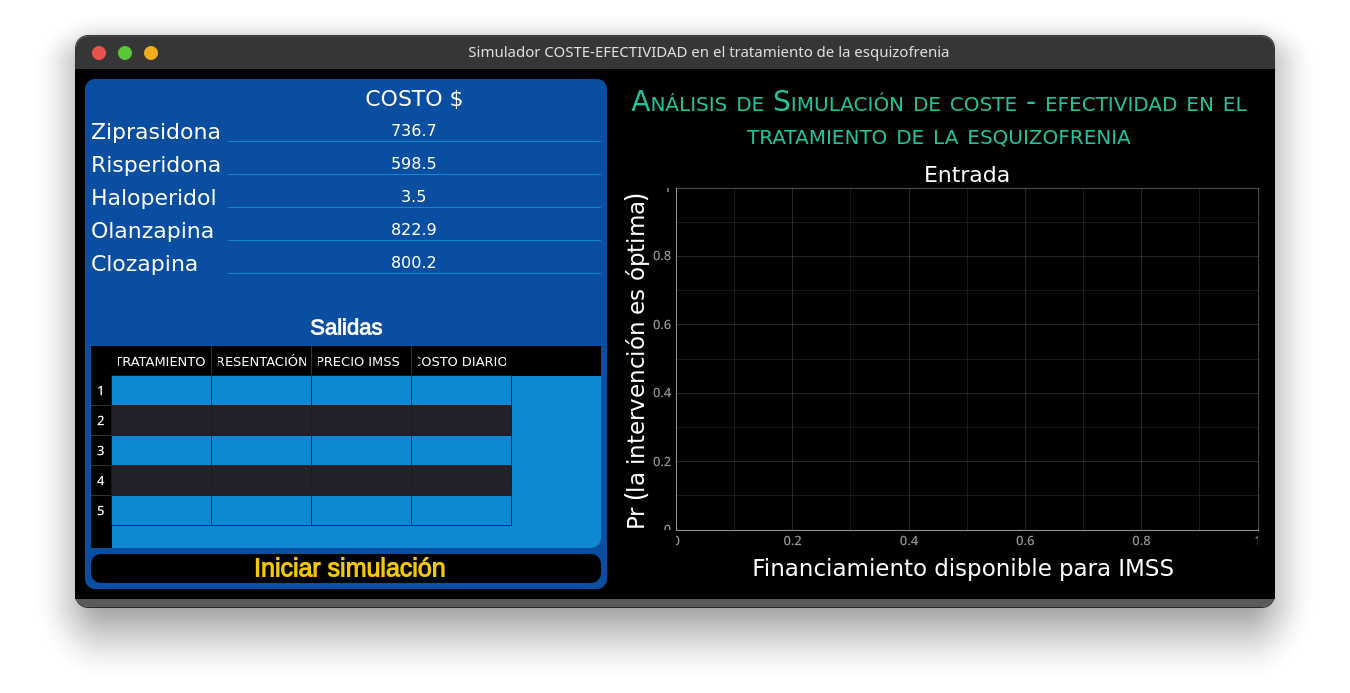 Simulador COSTE-EFECTIVIDAD en el tratamiento de la esquizofrenia
COSTO $
Ziprasidona 736.7
Risperidona 598.5
Haloperidol 3.5
Olanzapina 822.9
Clozapina 800.2
Salidas
TRATAMIENTO RESENTACIÓN PRECIO IMSS COSTO DIARIO
1
2
3
4
5
Iniciar simulación
Análisis de Simulación de coste - efectividad en el
tratamiento de la esquizofrenia
Entrada
Pr (la intervención es óptima)
1
0.8
0.6
0.4
0.2
0
0 0.2 0.4 0.6 0.8 1
Financiamiento disponible para IMSS